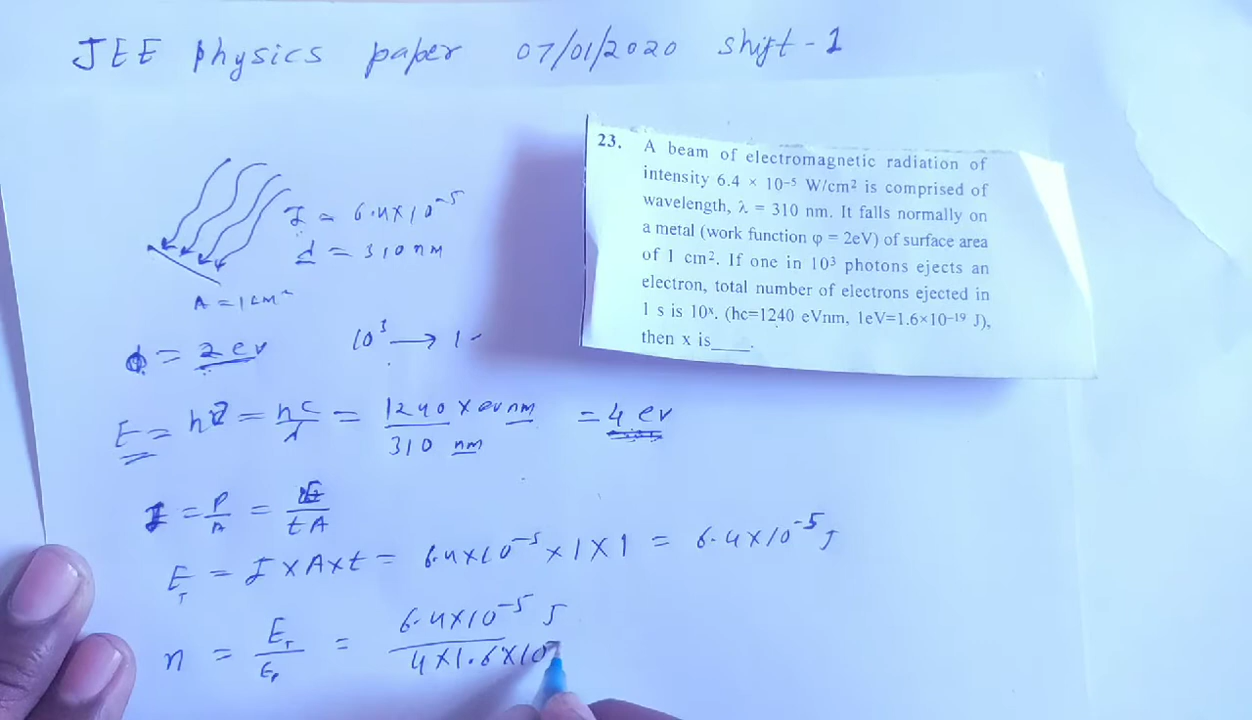 JEE physics paper 07/01/2020 shift-1
23. A beam of electromagnetic radiation of
intensity 6.4 × 10⁻⁵ W/cm² is comprised of
wavelength, λ = 310 nm. It falls normally on
a metal (work function φ = 2eV) of surface area
of 1 cm². If one in 10³ photons ejects an
electron, total number of electrons ejected in
1 s is 10ˣ. (hc=1240 eVnm, 1eV=1.6×10⁻¹⁹ J),
then x is____.
I = 6.4×10⁻⁵
λ = 310 nm
A = 1 cm²
ϕ = 2 ev
10³ → 1
E = hν = hc/λ = 1240 × ev nm / 310 nm = 4 ev
I = P/A = E/tA
E_T = I×A×t = 6.4×10⁻⁵ × 1 × 1 = 6.4×10⁻⁵ J
n = E_T/E_P = 6.4×10⁻⁵ J / 4×1.6×10